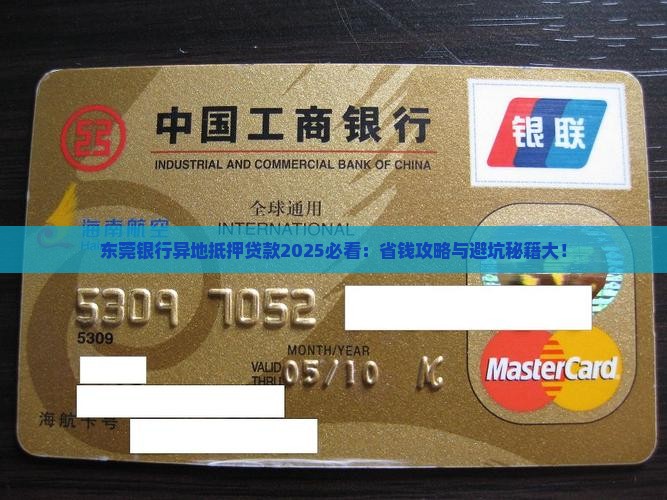 中国工商银行
INDUSTRIAL AND COMMERCIAL BANK OF CHINA
银联
全球通用
INTERNATIONAL
海南航空
东莞银行异地抵押贷款2025必看：省钱攻略与避坑秘籍大！
5309 7052
5309
MONTH/YEAR
VALID THRU 05/10
MasterCard
海航卡号